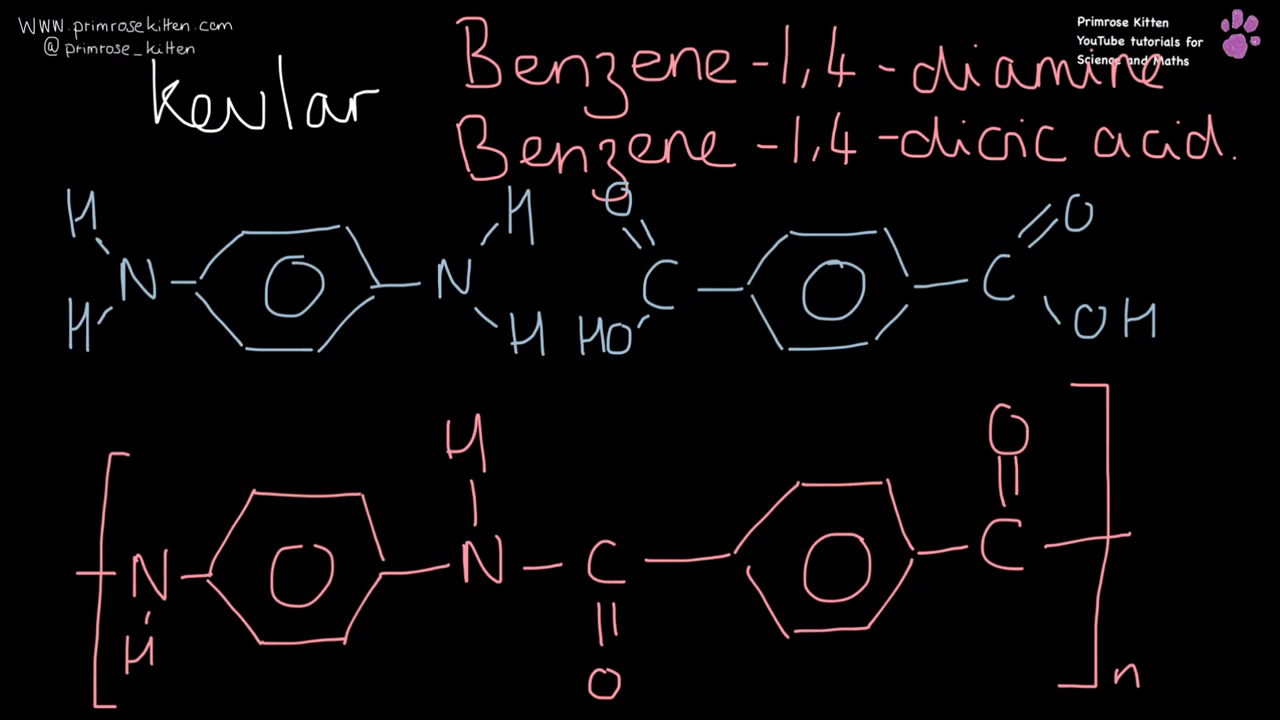 www.primrosekitten.com
@primrose_kitten
Primrose Kitten
YouTube tutorials for
Science and Maths
Kevlar
Benzene-1,4-diamine
Benzene-1,4-dioic acid.
H H O O
N N C C
H H HO OH
H O
N N C C
H O n